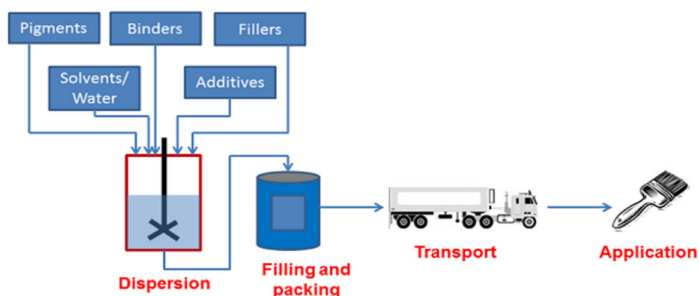 Pigments
Binders
Fillers
Solvents/
Water
Additives
Dispersion
Filling and
packing
Transport
Application